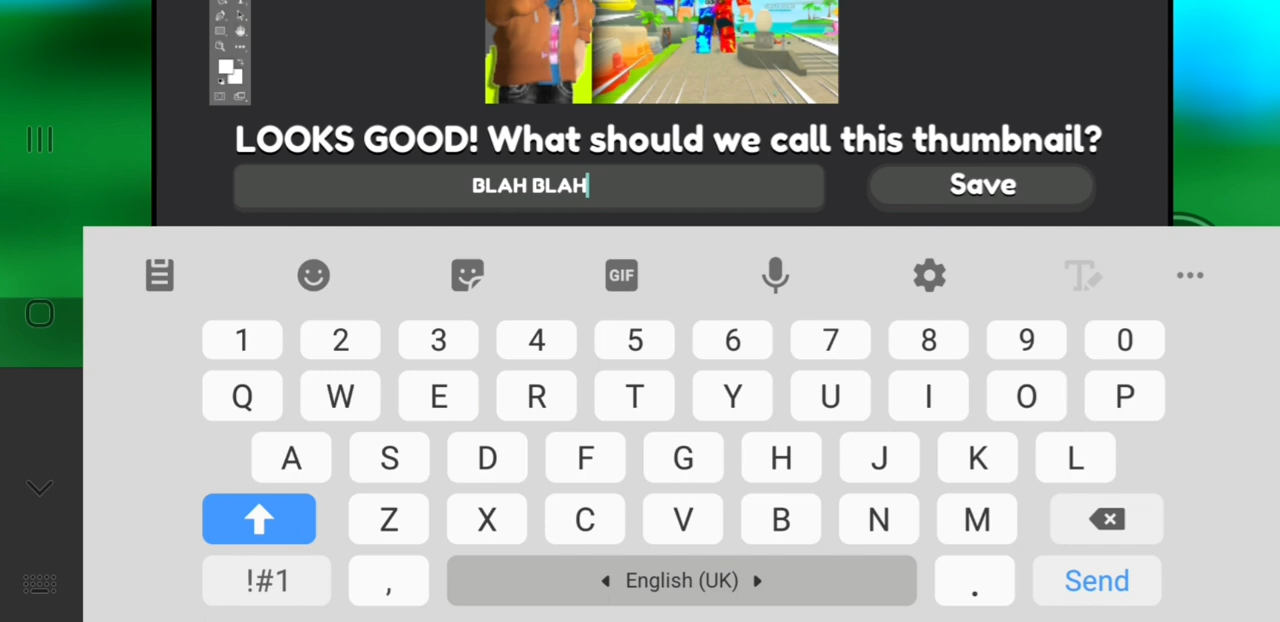 LOOKS GOOD! What should we call this thumbnail?
BLAH BLAH
Save
GIF
1 2 3 4 5 6 7 8 9 0
Q W E R T Y U I O P
A S D F G H J K L
Z X C V B N M
!#1 , English (UK) . Send